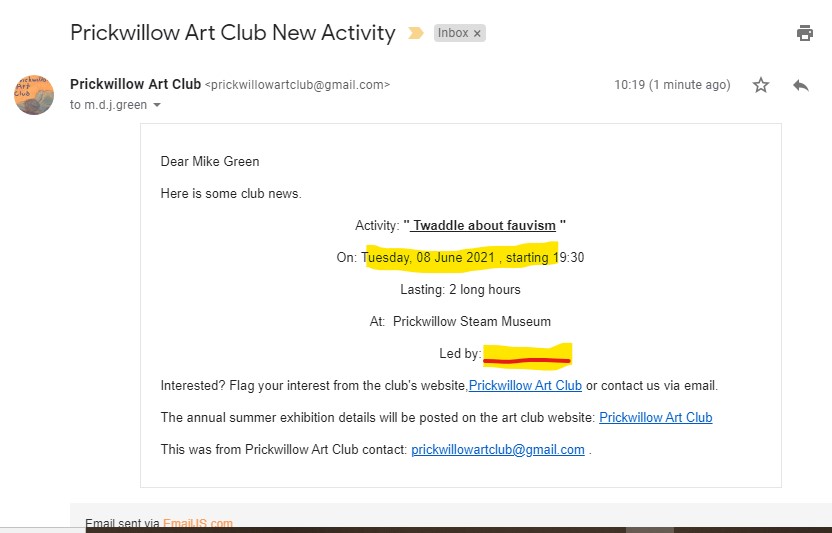 Prickwillow Art Club New Activity
Inbox ×
Prickwillow Art Club <prickwillowartclub@gmail.com>
10:19 (1 minute ago)
to m.d.j.green
Prickwillow
Art
Club
Dear Mike Green
Here is some club news.
Activity: " Twaddle about fauvism "
On: Tuesday, 08 June 2021 , starting 19:30
Lasting: 2 long hours
At: Prickwillow Steam Museum
Led by:
Interested? Flag your interest from the club's website,Prickwillow Art Club or contact us via email.
The annual summer exhibition details will be posted on the art club website: Prickwillow Art Club
This was from Prickwillow Art Club contact: prickwillowartclub@gmail.com .
Email sent via EmailJS.com